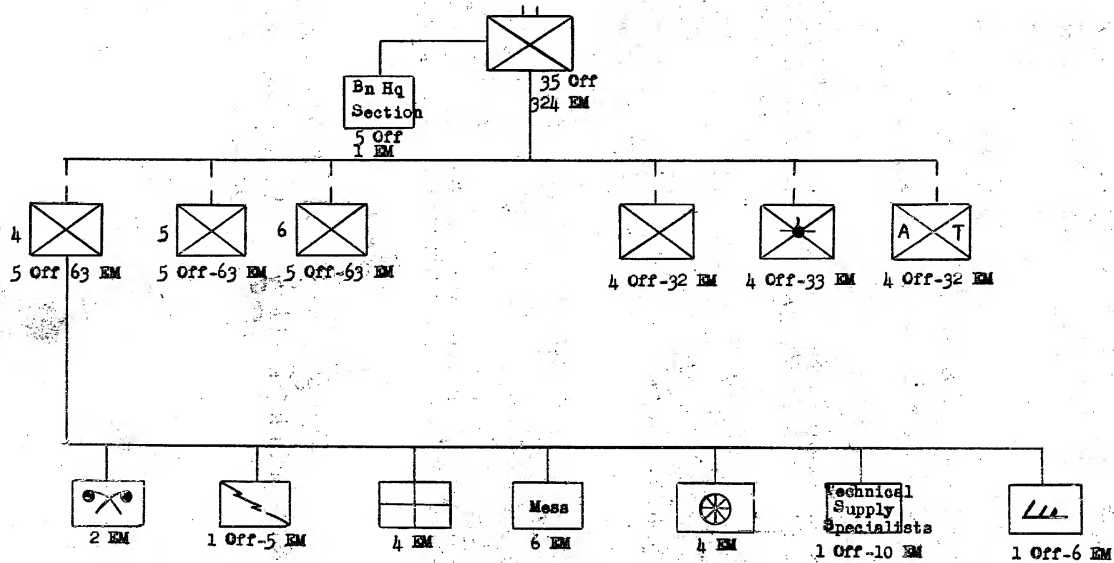 35 Off
324 EM
Bn Hq
Section
5 Off
1 EM
4
5
6
A T
5 Off 63 EM
5 Off-63 EM
5 Off-63 EM
4 Off-32 EM
4 Off-33 EM
4 Off-32 EM
Mess
Technical
Supply
Specialists
2 EM
1 Off-5 EM
4 EM
6 EM
4 EM
1 Off-10 EM
1 Off-6 EM